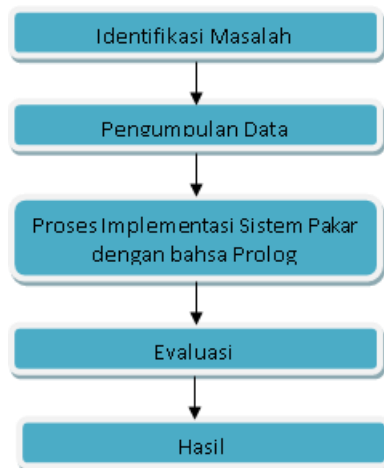 Identifikasi Masalah
Pengumpulan Data
Proses Implementasi Sistem Pakar
dengan bahsa Prolog
Evaluasi
Hasil